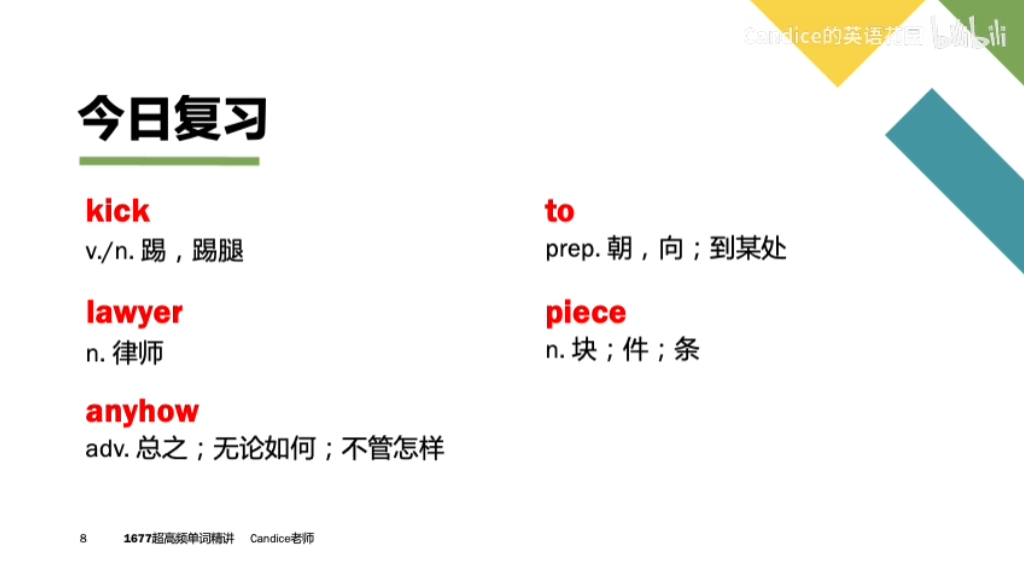 Candice的英语花园 bilibili
今日复习
kick
v./n. 踢，踢腿
lawyer
n. 律师
anyhow
adv. 总之；无论如何；不管怎样
to
prep. 朝，向；到某处
piece
n. 块；件；条
8 1677超高频单词精讲 Candice老师